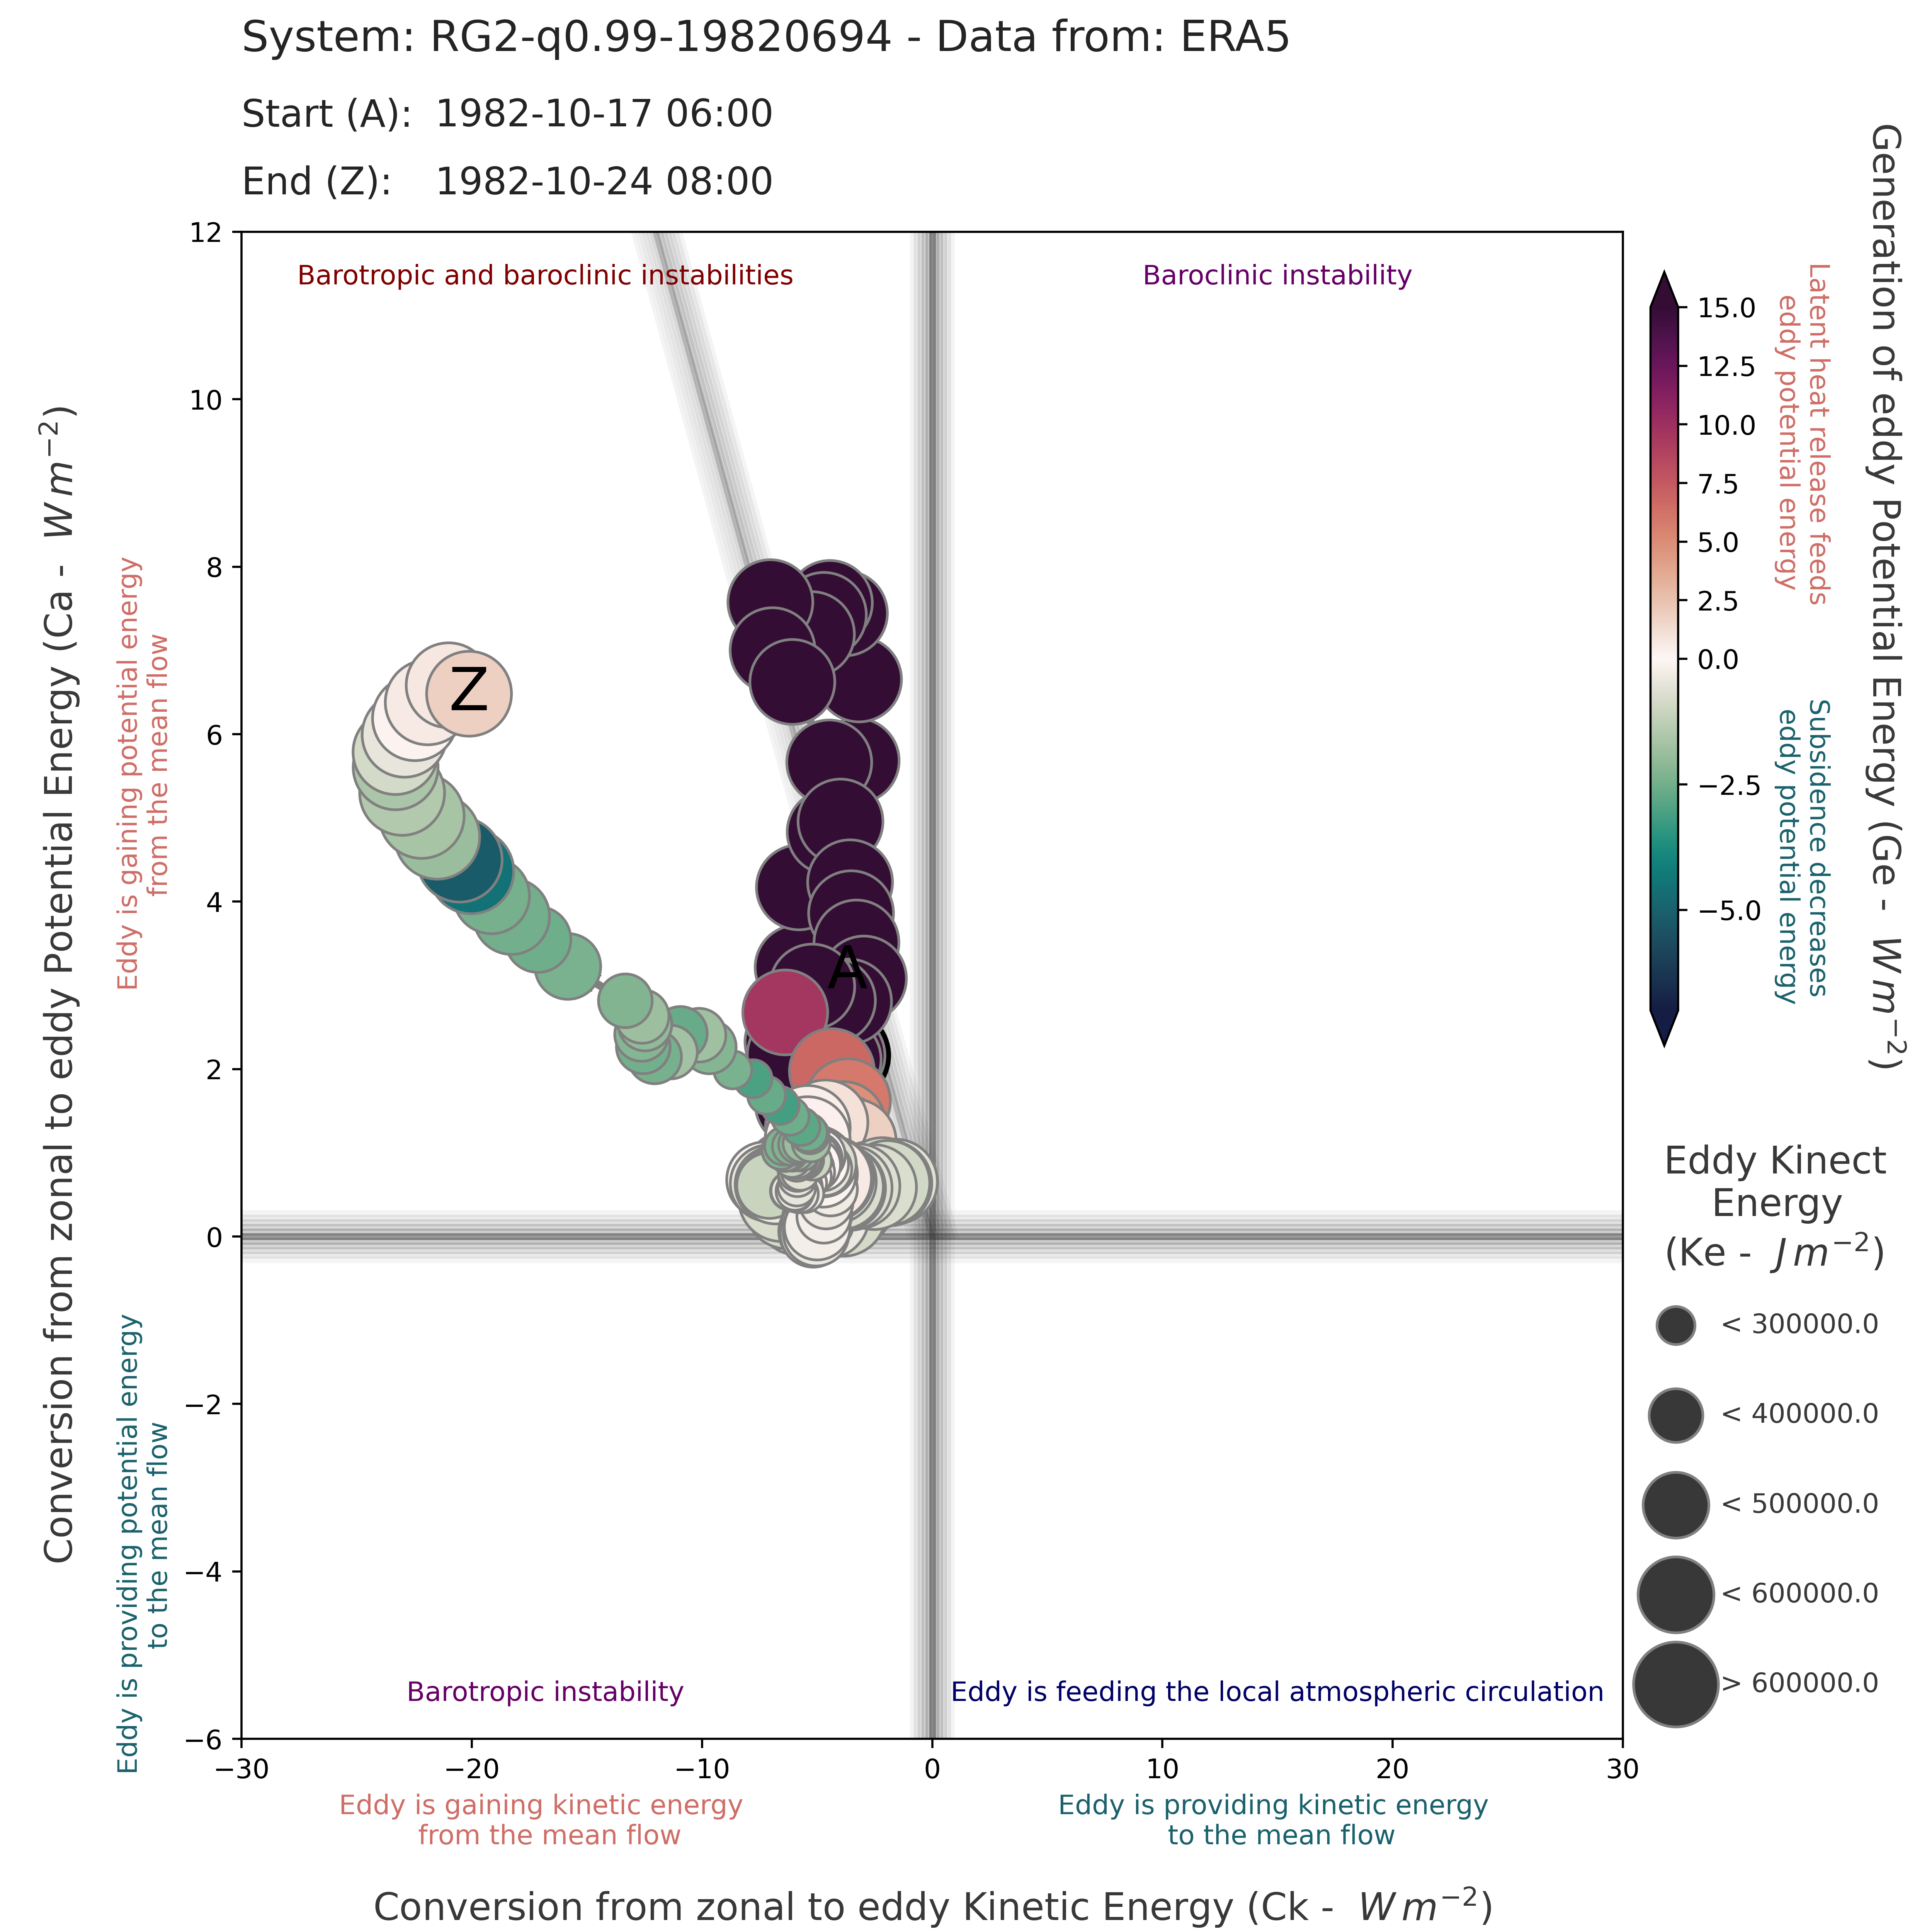 System: RG2-q0.99-19820694 - Data from: ERA5
Start (A): 1982-10-17 06:00
End (Z): 1982-10-24 08:00
Conversion from zonal to eddy Potential Energy (Ca - W m⁻²)
Eddy is gaining potential energy
from the mean flow
Eddy is providing potential energy
to the mean flow
12
10
8
6
4
2
0
−2
−4
−6
Barotropic and baroclinic instabilities
Baroclinic instability
Z
A
Barotropic instability
Eddy is feeding the local atmospheric circulation
−30
−20
−10
0
10
20
30
Eddy is gaining kinetic energy
from the mean flow
Eddy is providing kinetic energy
to the mean flow
Conversion from zonal to eddy Kinetic Energy (Ck - W m⁻²)
15.0
12.5
10.0
7.5
5.0
2.5
0.0
−2.5
−5.0
Latent heat release feeds
eddy potential energy
Subsidence decreases
eddy potential energy
Generation of eddy Potential Energy (Ge - W m⁻²)
Eddy Kinect
Energy
(Ke - J m⁻²)
< 300000.0
< 400000.0
< 500000.0
< 600000.0
> 600000.0